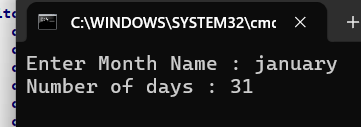 C:\WINDOWS\SYSTEM32\cmd
Enter Month Name : january
Number of days : 31